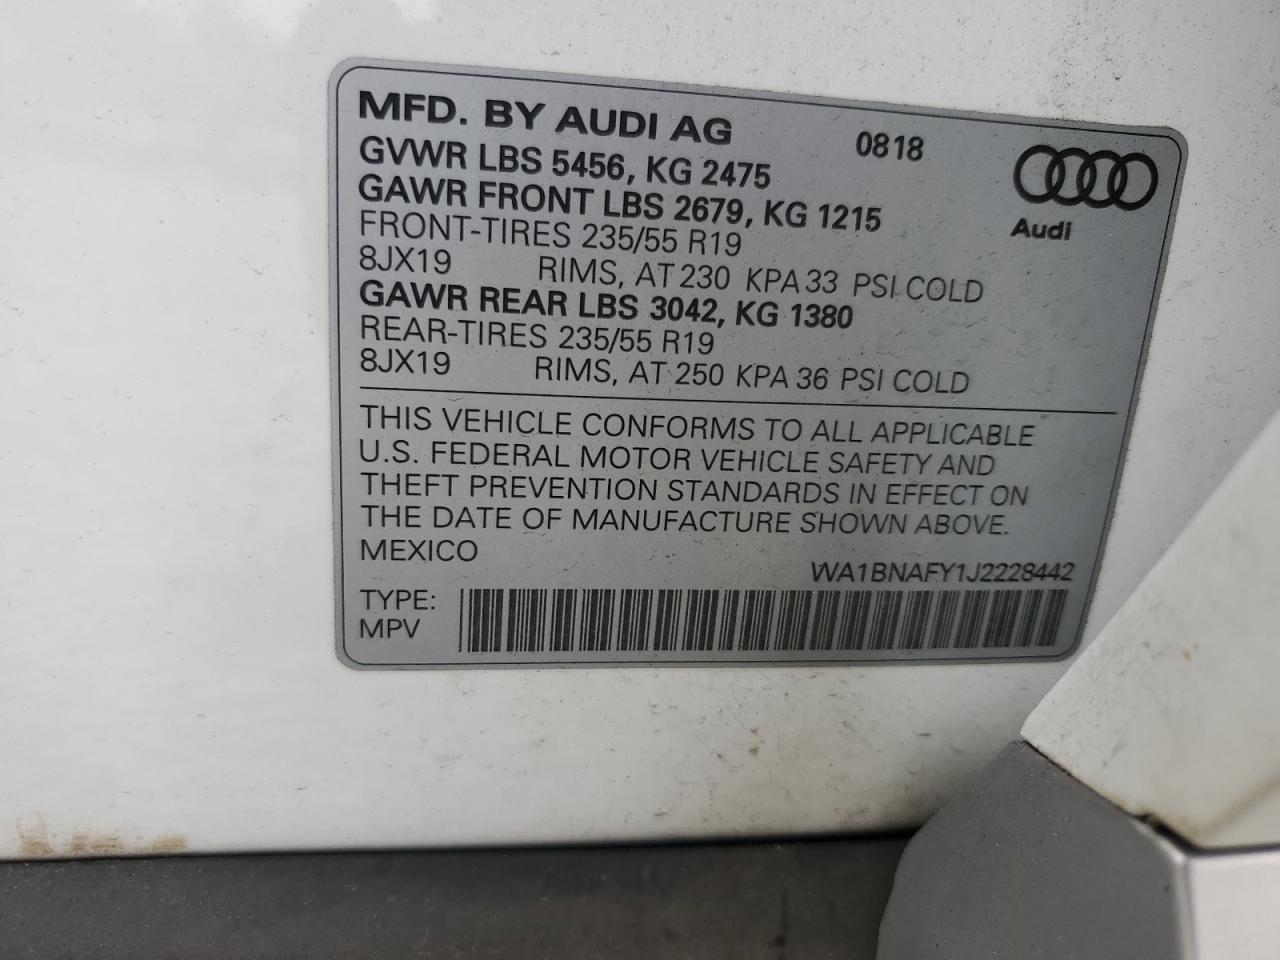 MFD. BY AUDI AG 0818
GVWR LBS 5456, KG 2475
GAWR FRONT LBS 2679, KG 1215
Audi
FRONT-TIRES 235/55 R19
8JX19 RIMS, AT 230 KPA 33 PSI COLD
GAWR REAR LBS 3042, KG 1380
REAR-TIRES 235/55 R19
8JX19 RIMS, AT 250 KPA 36 PSI COLD
THIS VEHICLE CONFORMS TO ALL APPLICABLE
U.S. FEDERAL MOTOR VEHICLE SAFETY AND
THEFT PREVENTION STANDARDS IN EFFECT ON
THE DATE OF MANUFACTURE SHOWN ABOVE.
MEXICO
WA1BNAFY1J2228442
TYPE:
MPV